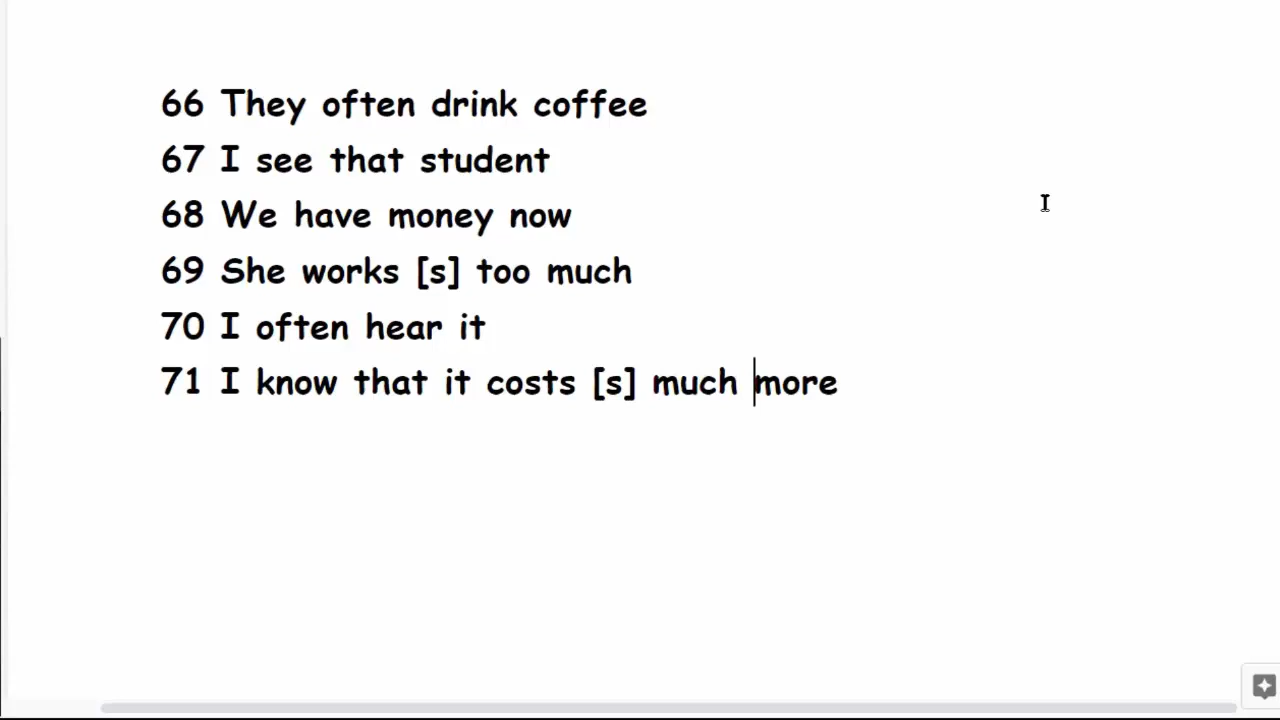 66 They often drink coffee
67 I see that student
68 We have money now
69 She works [s] too much
70 I often hear it
71 I know that it costs [s] much more